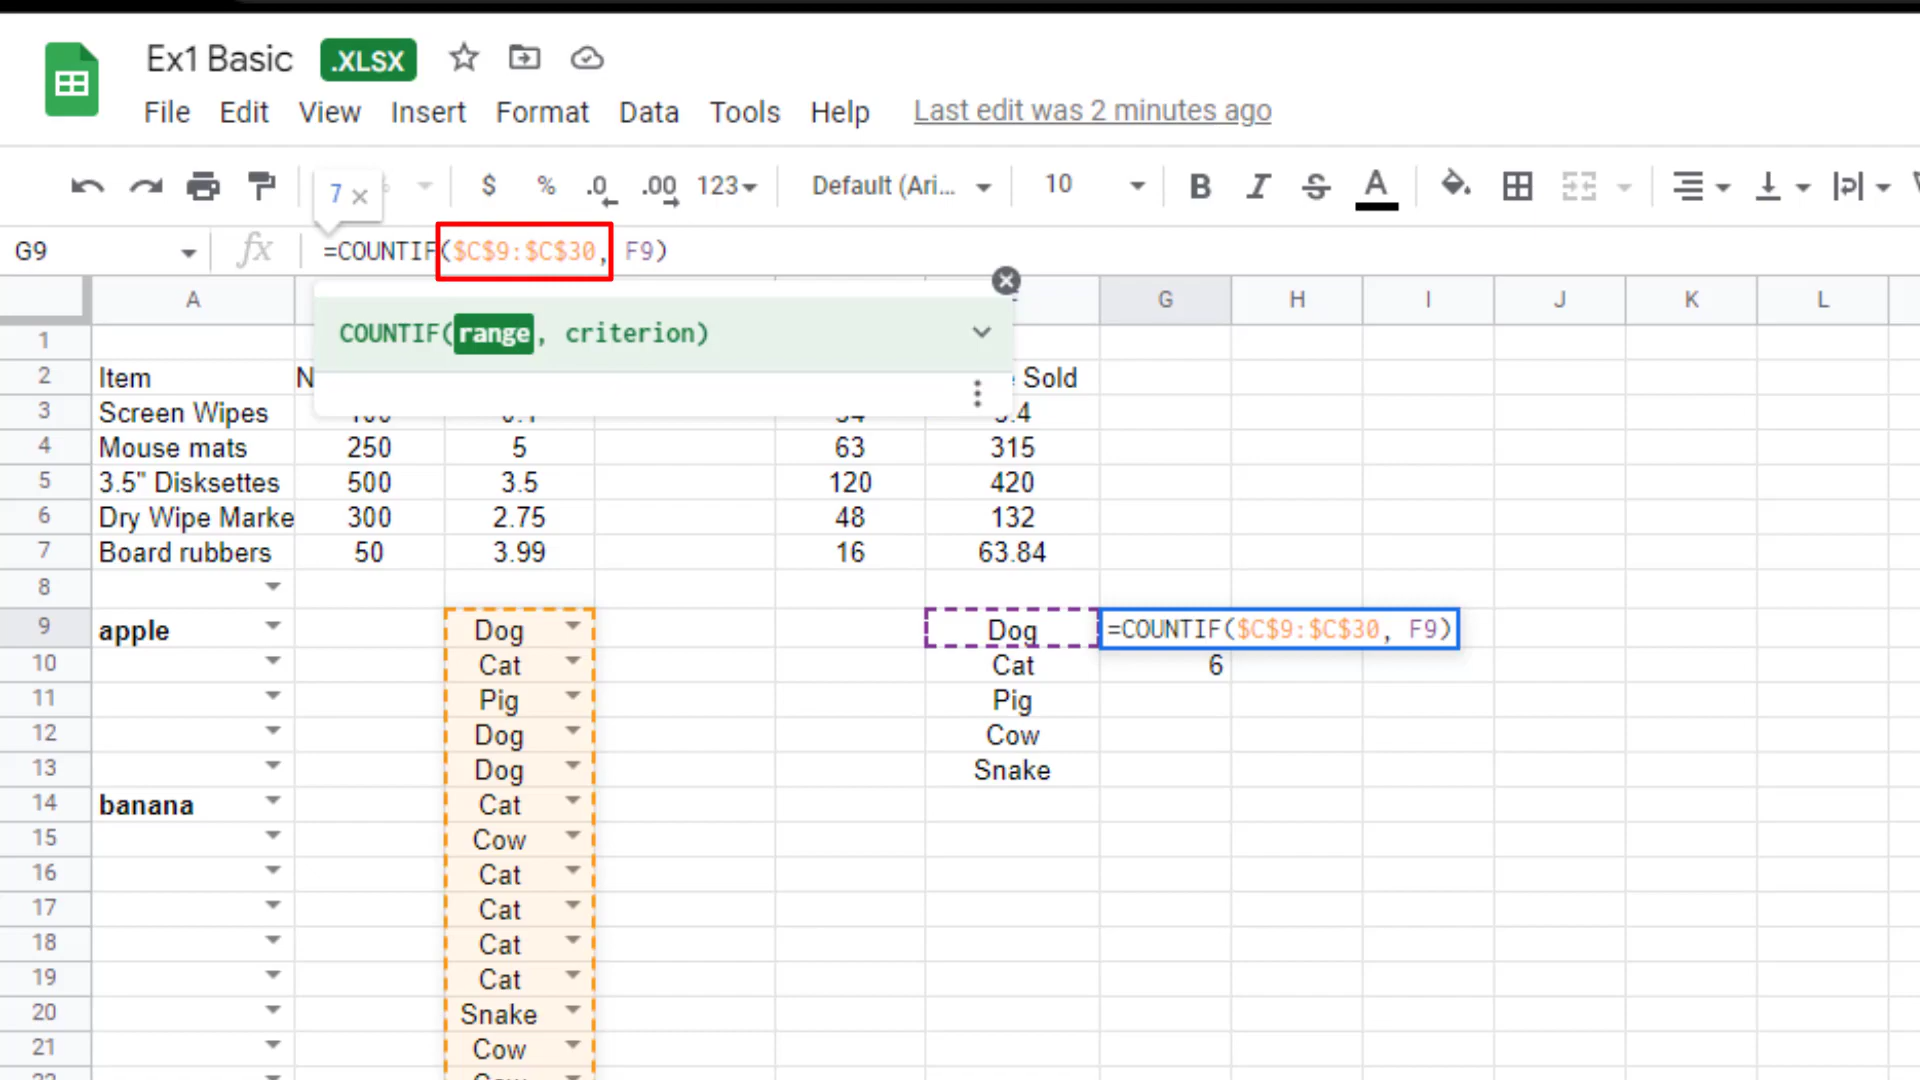 Ex1 Basic .XLSX
File Edit View Insert Format Data Tools Help Last edit was 2 minutes ago
7 × $ % .0 .00 123 Default (Ari... 10 B I S A
G9 fx =COUNTIF($C$9:$C$30, F9)
A G H I J K L
COUNTIF(range, criterion)
1
2 Item N Sold
3 Screen Wipes
4 Mouse mats 250 5 63 315
5 3.5" Disksettes 500 3.5 120 420
6 Dry Wipe Marke 300 2.75 48 132
7 Board rubbers 50 3.99 16 63.84
8
9 apple Dog Dog =COUNTIF($C$9:$C$30, F9)
10 Cat Cat 6
11 Pig Pig
12 Dog Cow
13 Dog Snake
14 banana Cat
15 Cow
16 Cat
17 Cat
18 Cat
19 Cat
20 Snake
21 Cow